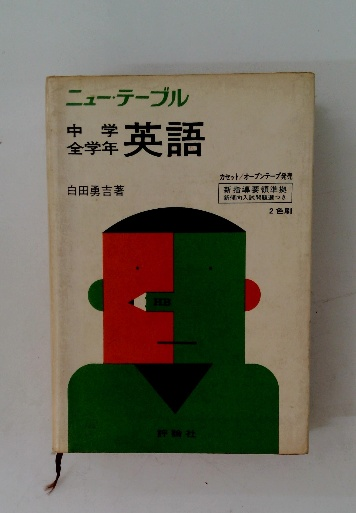 ニュー・テーブル
中学
全学年
英語
白田勇吉著
カセット/オープンテープ発売
新指導要領準拠
新傾向入試問題選つき
2色刷
評論社